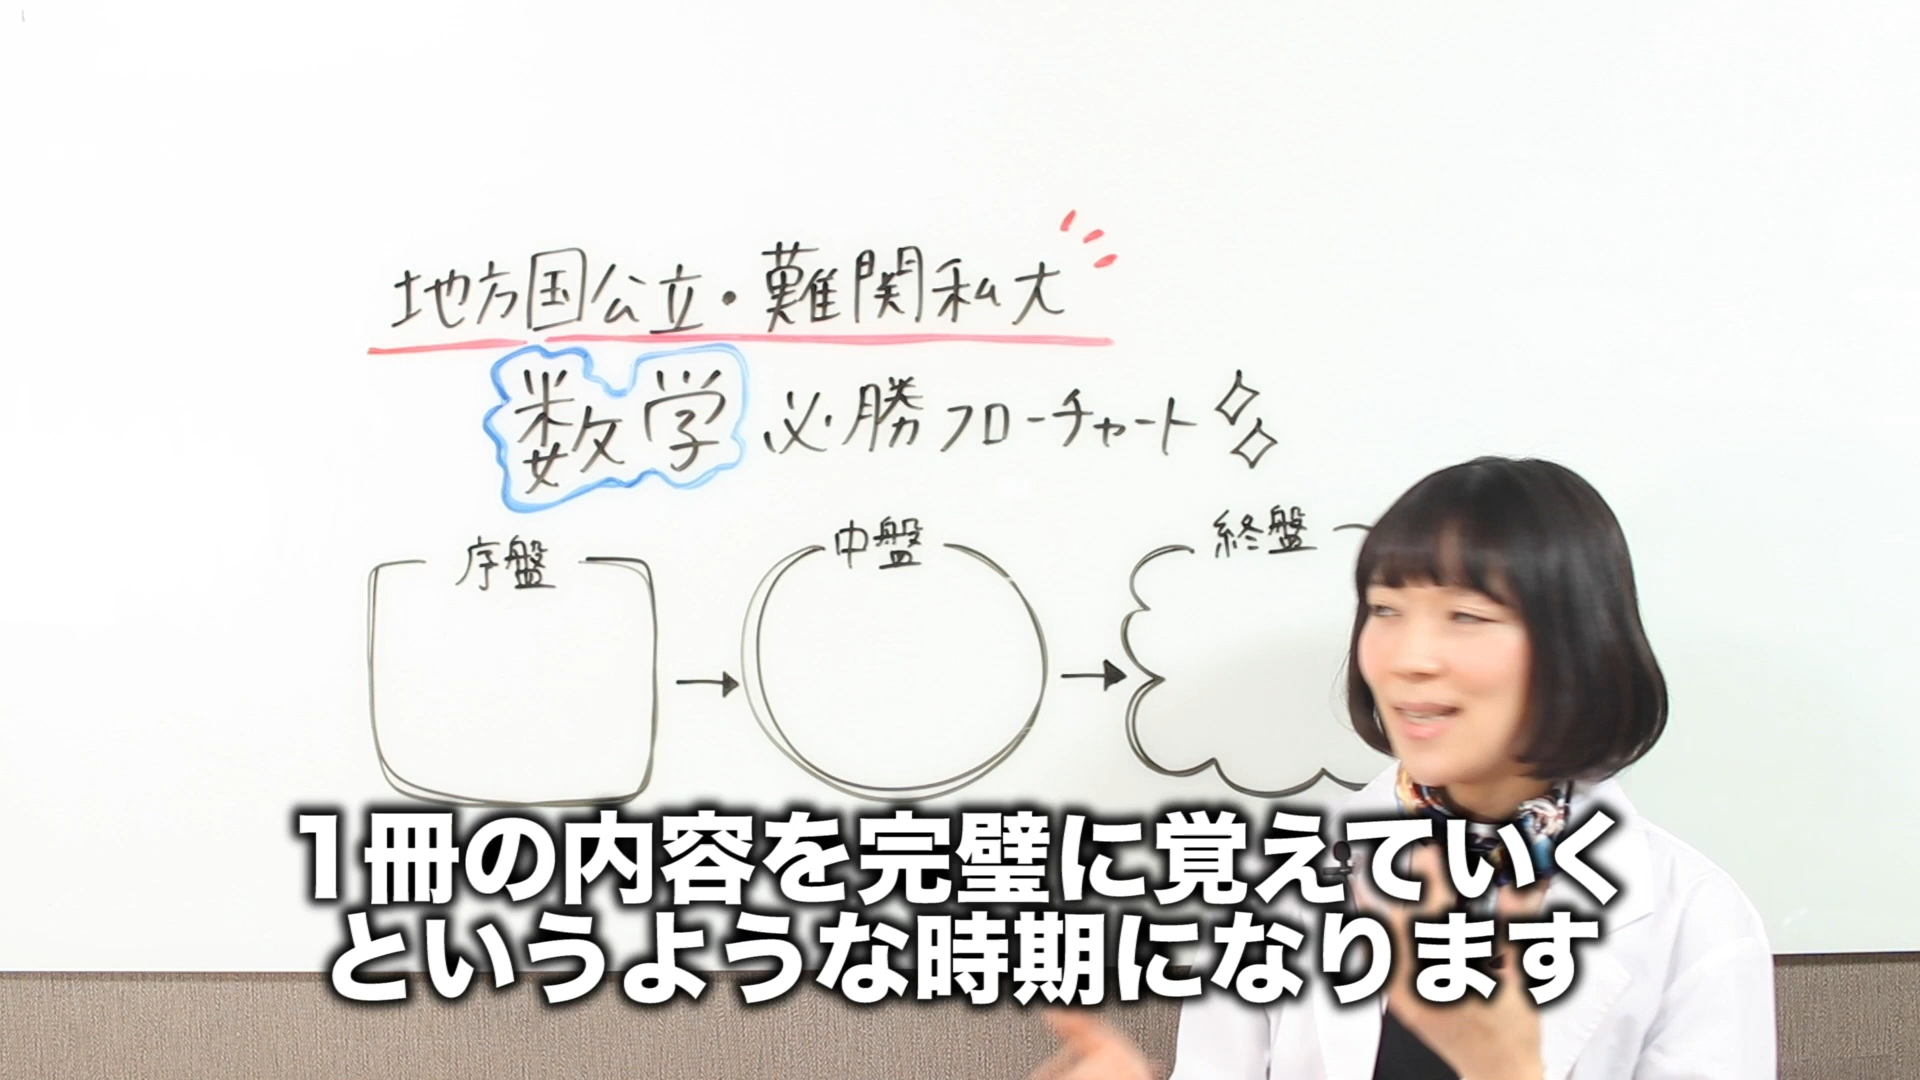 地方国公立・難関私大
数学必勝フローチャート
序盤
中盤
終盤
1冊の内容を完璧に覚えていく
というような時期になります